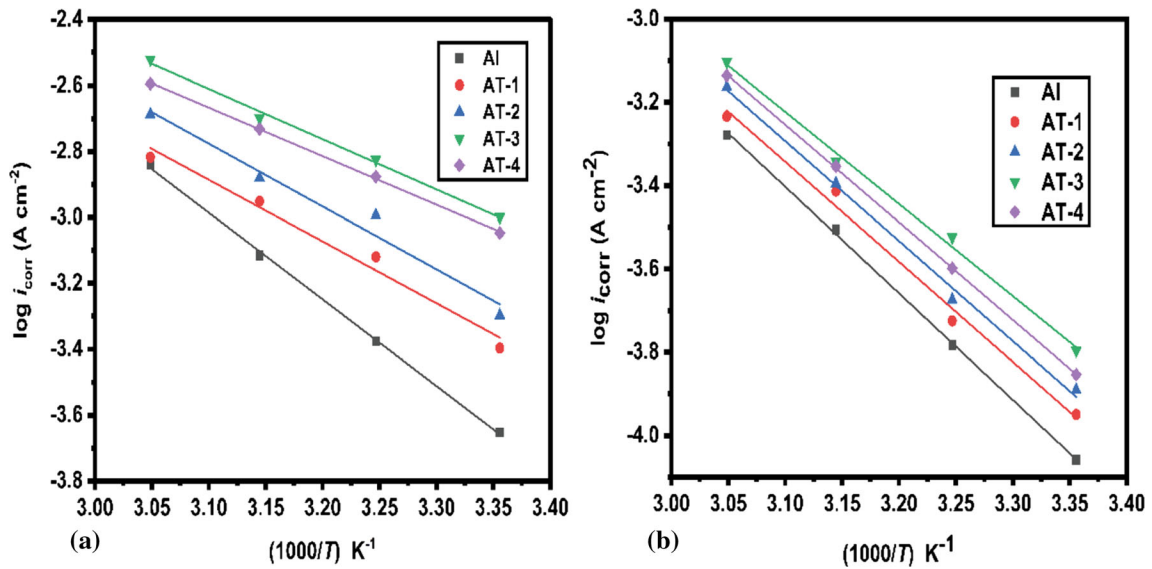 -2.4
-2.6
-2.8
-3.0
-3.2
-3.4
-3.6
-3.8
log i_corr (A cm⁻²)
Al
AT-1
AT-2
AT-3
AT-4
3.00 3.05 3.10 3.15 3.20 3.25 3.30 3.35 3.40
(a)
(1000/T) K⁻¹
-3.0
-3.2
-3.4
-3.6
-3.8
-4.0
log i_corr (A cm⁻²)
Al
AT-1
AT-2
AT-3
AT-4
3.00 3.05 3.10 3.15 3.20 3.25 3.30 3.35 3.40
(b)
(1000/T) K⁻¹